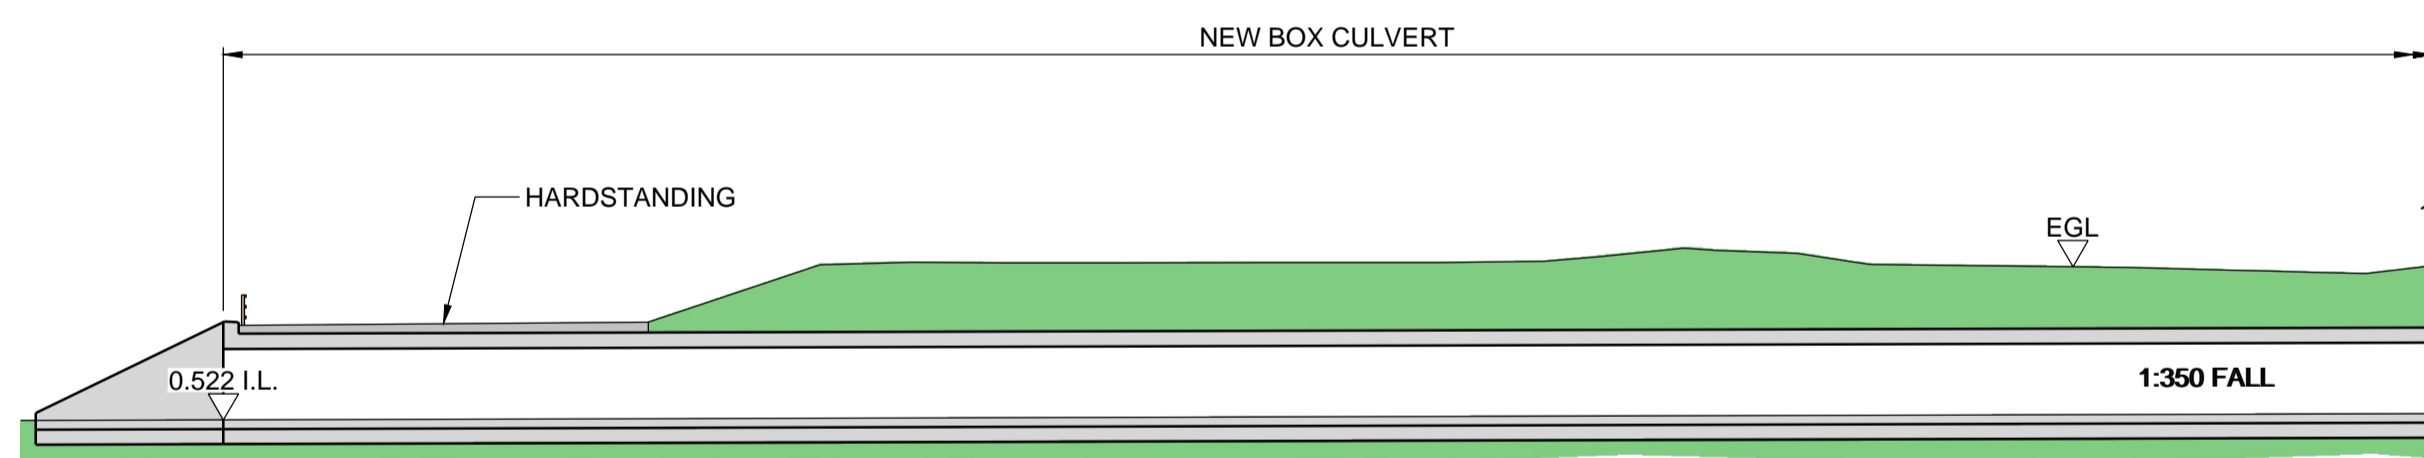 NEW BOX CULVERT
HARDSTANDING
EGL
0.522 I.L.
1:350 FALL